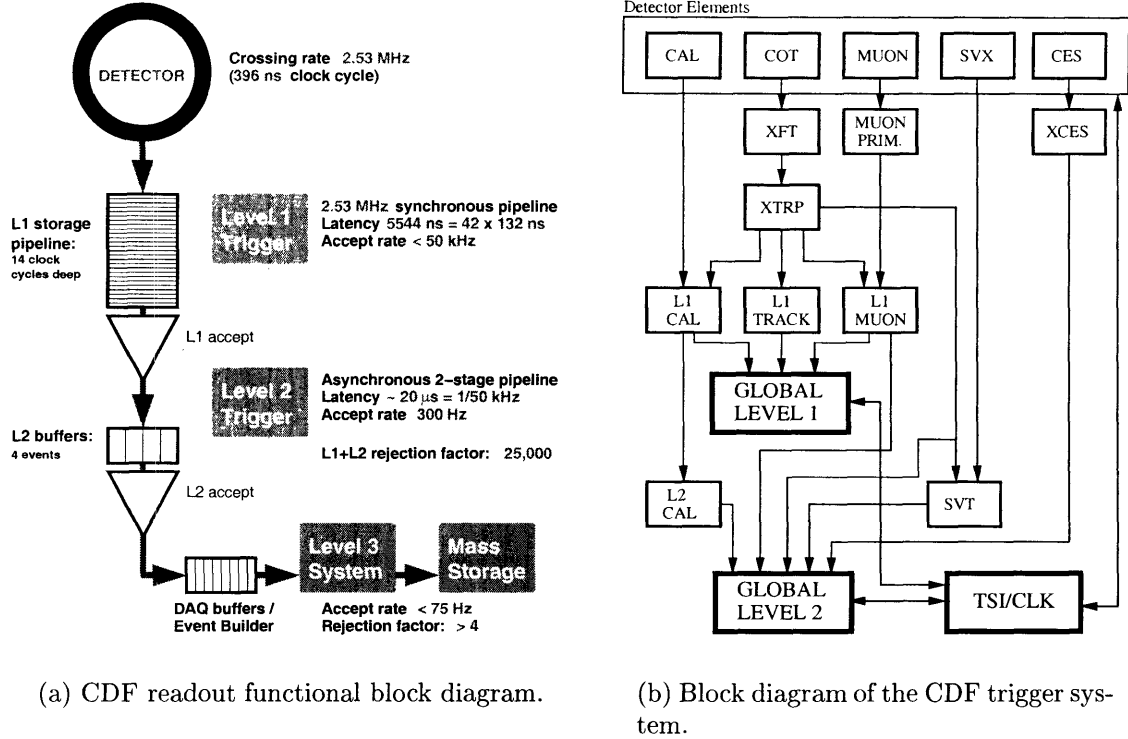 DETECTOR
Crossing rate 2.53 MHz
(396 ns clock cycle)
L1 storage
pipeline:
14 clock
cycles deep
Level 1
Trigger
2.53 MHz synchronous pipeline
Latency 5544 ns = 42 x 132 ns
Accept rate < 50 kHz
L1 accept
Level 2
Trigger
Asynchronous 2-stage pipeline
Latency ~ 20 µs = 1/50 kHz
Accept rate 300 Hz
L2 buffers:
4 events
L1+L2 rejection factor: 25,000
L2 accept
Level 3
System
Mass
Storage
DAQ buffers /
Event Builder
Accept rate < 75 Hz
Rejection factor: > 4
(a) CDF readout functional block diagram.
Detector Elements
CAL
COT
MUON
SVX
CES
XFT
MUON
PRIM.
XCES
XTRP
L1
CAL
L1
TRACK
L1
MUON
GLOBAL
LEVEL 1
L2
CAL
SVT
GLOBAL
LEVEL 2
TSI/CLK
(b) Block diagram of the CDF trigger sys-
tem.